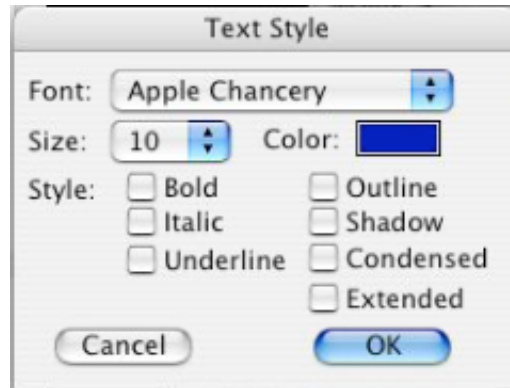 Text Style
Font: Apple Chancery
Size: 10 Color:
Style: Bold Outline
Italic Shadow
Underline Condensed
Extended
Cancel OK